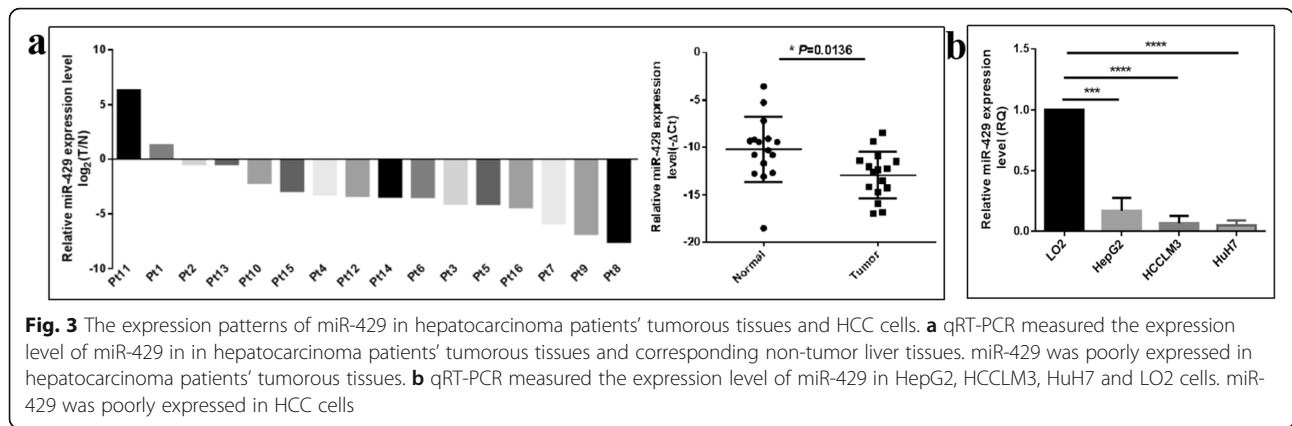 a
Relative miR-429 expression level
log2(T/N)
10
5
0
-5
-10
Pt11
Pt1
Pt2
Pt13
Pt10
Pt15
Pt4
Pt12
Pt14
Pt6
Pt3
Pt5
Pt16
Pt7
Pt9
Pt8
Relative miR-429 expression
level(-ΔCt)
0
-5
-10
-15
-20
* P=0.0136
Normal
Tumor
b
Relative miR-429 expression
level (RQ)
1.5
1.0
0.5
0.0
****
****
***
LO2
HepG2
HCCLM3
HuH7
Fig. 3 The expression patterns of miR-429 in hepatocarcinoma patients' tumorous tissues and HCC cells. a qRT-PCR measured the expression
level of miR-429 in in hepatocarcinoma patients' tumorous tissues and corresponding non-tumor liver tissues. miR-429 was poorly expressed in
hepatocarcinoma patients' tumorous tissues. b qRT-PCR measured the expression level of miR-429 in HepG2, HCCLM3, HuH7 and LO2 cells. miR-
429 was poorly expressed in HCC cells